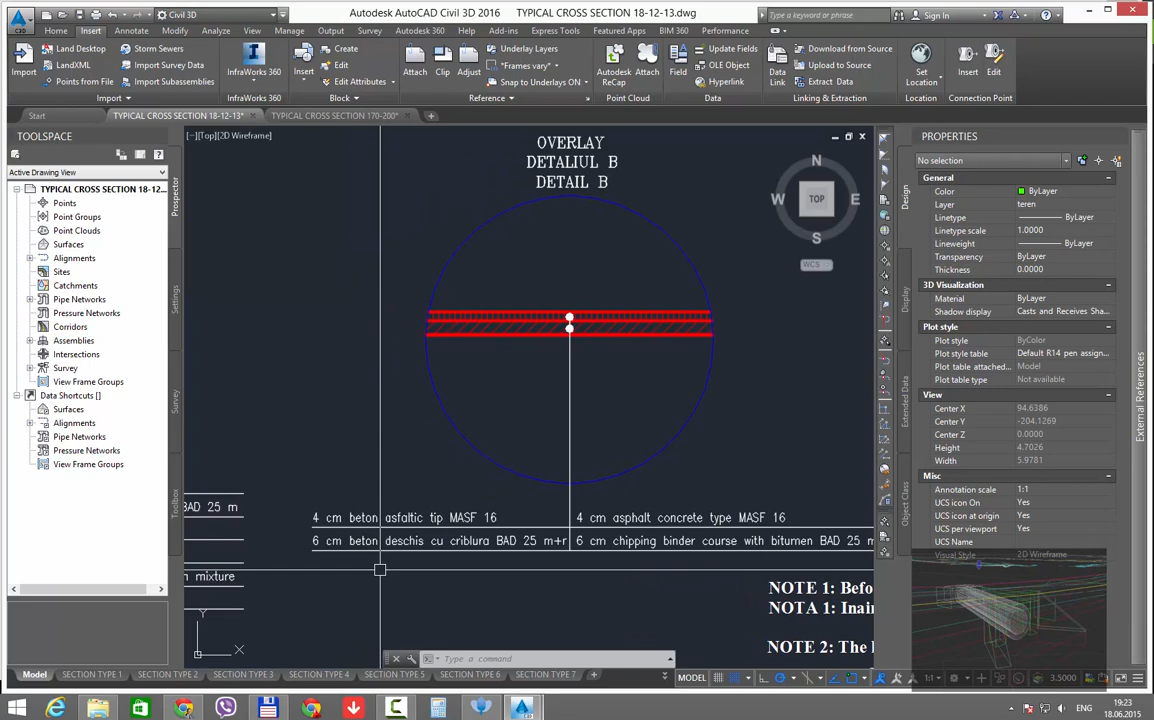 Civil 3D
Autodesk AutoCAD Civil 3D 2016 TYPICAL CROSS SECTION 18-12-13.dwg
Type a keyword or phrase
Sign In
Home Insert Annotate Modify Analyze View Manage Output Survey Autodesk 360 Help Add-ins Express Tools Featured Apps BIM 360 Performance
Land Desktop Storm Sewers Create Underlay Layers Update Fields Download from Source
LandXML Import Survey Data Edit *Frames vary* OLE Object Upload to Source
Points from File Import Subassemblies Edit Attributes Snap to Underlays ON Hyperlink Extract Data
Import InfraWorks 360 Insert Attach Clip Adjust Autodesk ReCap Attach Field Data Link Set Location Insert Edit
Import InfraWorks 360 Block Reference Point Cloud Data Linking & Extraction Location Connection Point
Start TYPICAL CROSS SECTION 18-12-13* TYPICAL CROSS SECTION 170-200*
TOOLSPACE
Active Drawing View
TYPICAL CROSS SECTION 18-12...
Points
Point Groups
Point Clouds
Surfaces
Alignments
Sites
Catchments
Pipe Networks
Pressure Networks
Corridors
Assemblies
Intersections
Survey
View Frame Groups
Data Shortcuts []
Surfaces
Alignments
Pipe Networks
Pressure Networks
View Frame Groups
Prospector
Settings
Survey
Toolbox
[−][Top][2D Wireframe]
OVERLAY
DETALIUL B
DETAIL B
N
W TOP E
S
WCS
BAD 25 m
n mixture
4 cm beton asfaltic tip MASF 16 4 cm asphalt concrete type MASF 16
6 cm beton deschis cu criblura BAD 25 m+r 6 cm chipping binder course with bitumen BAD 25 m
NOTE 1: Befo
NOTA 1: Inain
NOTE 2: The l
Y
X
Type a command
PROPERTIES
No selection
General
Color ByLayer
Layer teren
Linetype ByLayer
Linetype scale 1.0000
Lineweight ByLayer
Transparency ByLayer
Thickness 0.0000
3D Visualization
Material ByLayer
Shadow display Casts and Receives Sha...
Plot style
Plot style ByColor
Plot style table Default R14 pen assign...
Plot table attached... Model
Plot table type Not available
View
Center X 94.6386
Center Y -204.1269
Center Z 0.0000
Height 4.7026
Width 5.9781
Misc
Annotation scale 1:1
UCS icon On Yes
UCS icon at origin Yes
UCS per viewport Yes
UCS Name
Visual Style 2D Wireframe
Design
Display
Extended Data
Object Class
External References
Model SECTION TYPE 1 SECTION TYPE 2 SECTION TYPE 3 SECTION TYPE 4 SECTION TYPE 5 SECTION TYPE 6 SECTION TYPE 7
MODEL 1:1 3.5000
ENG
19:23
18.06.2015